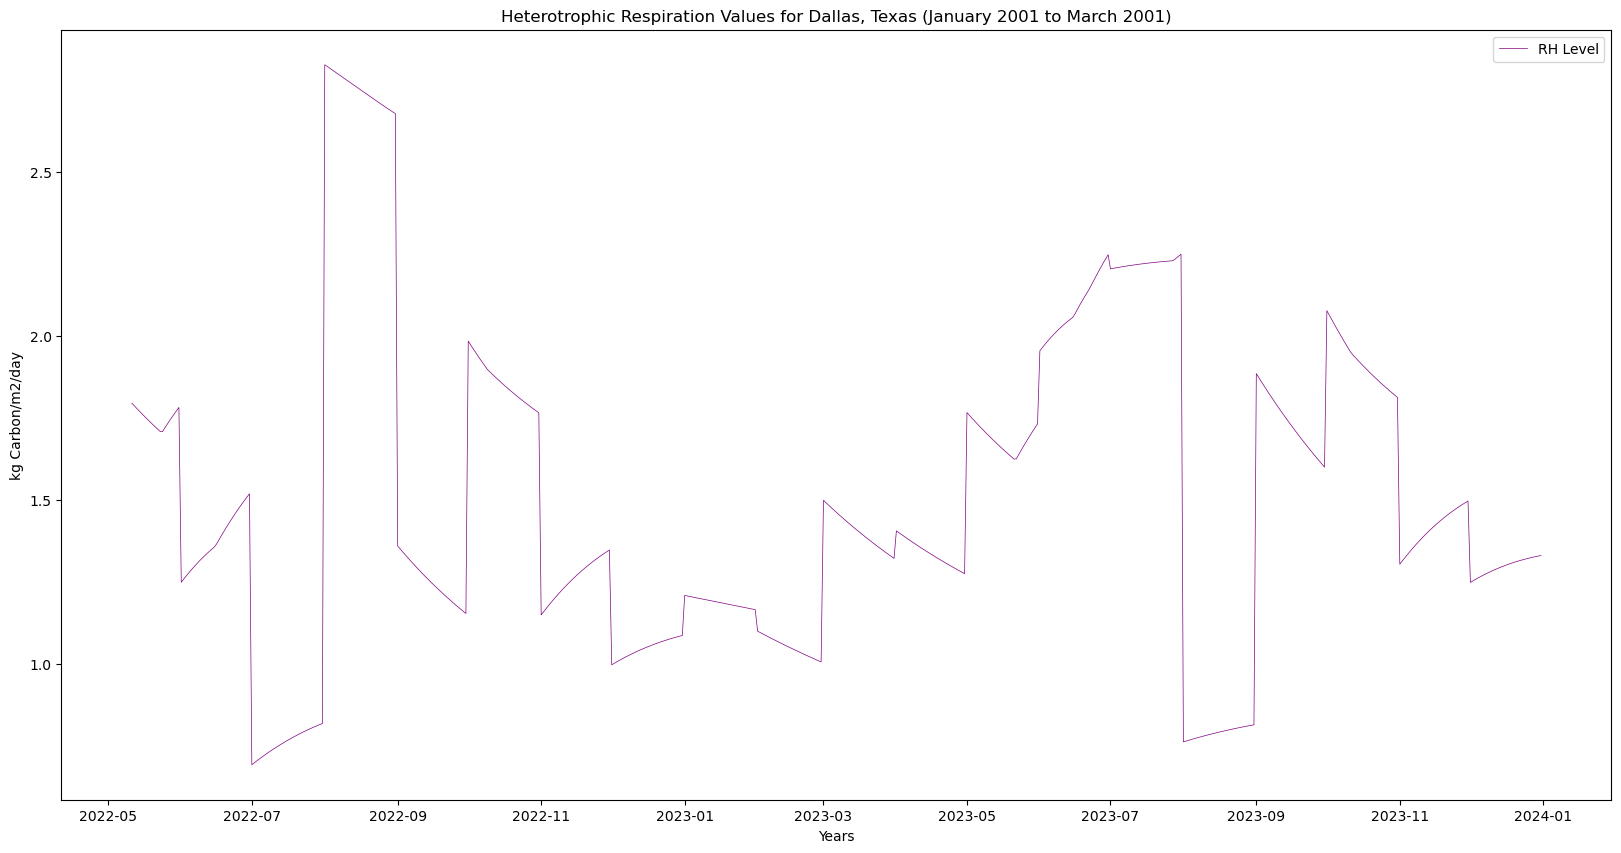 Heterotrophic Respiration Values for Dallas, Texas (January 2001 to March 2001)
RH Level
kg Carbon/m2/day
2.5
2.0
1.5
1.0
2022-05 2022-07 2022-09 2022-11 2023-01 2023-03 2023-05 2023-07 2023-09 2023-11 2024-01
Years